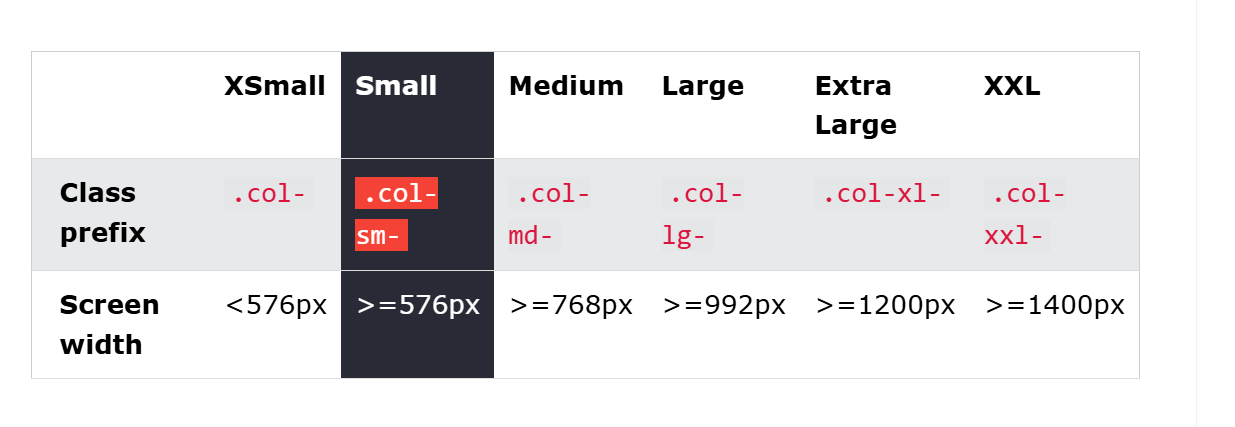 XSmall Small Medium Large Extra Large XXL
Class prefix .col- .col-sm- .col-md- .col-lg- .col-xl- .col-xxl-
Screen width <576px >=576px >=768px >=992px >=1200px >=1400px